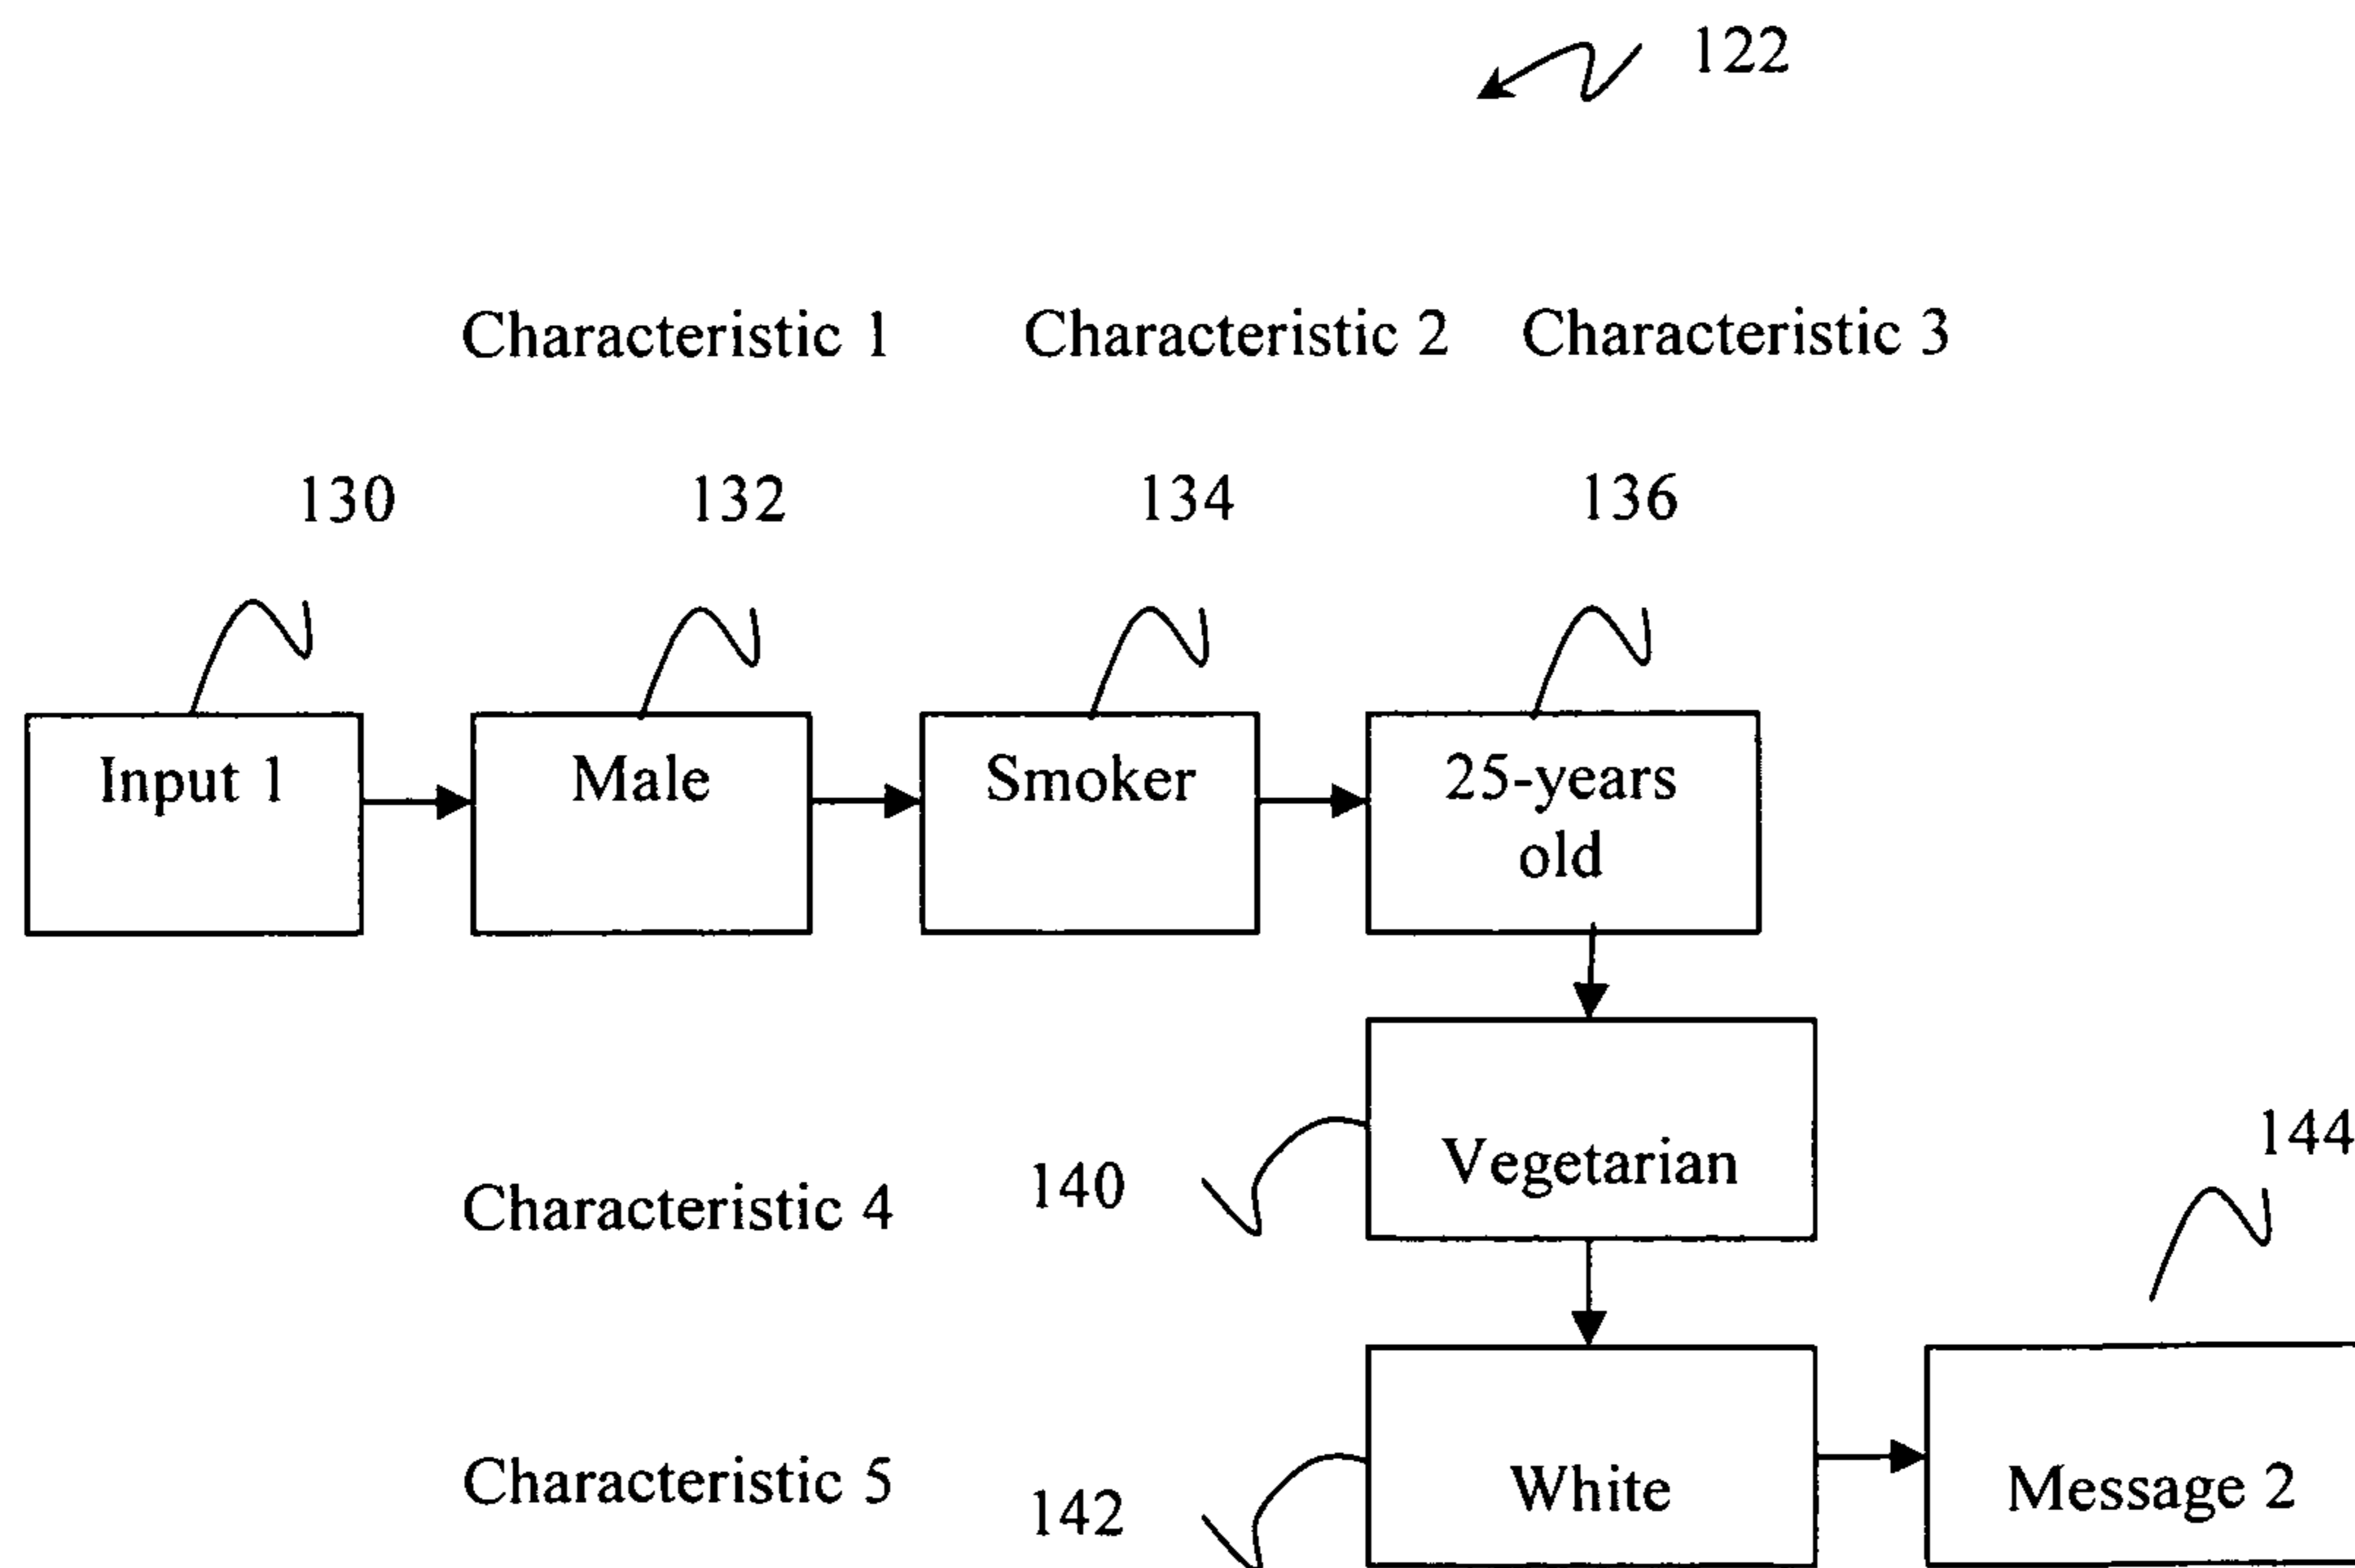 122
Characteristic 1 Characteristic 2 Characteristic 3
130 132 134 136
Input 1 Male Smoker 25-years
old
Vegetarian
144
Characteristic 4 140
White Message 2
Characteristic 5 142